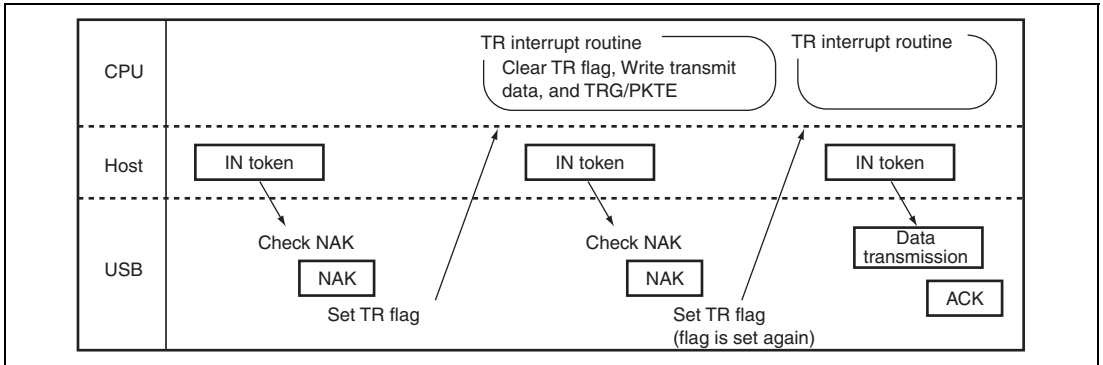 CPU
TR interrupt routine
Clear TR flag, Write transmit
data, and TRG/PKTE
TR interrupt routine
Host
IN token
IN token
IN token
USB
Check NAK
NAK
Set TR flag
Check NAK
NAK
Set TR flag
(flag is set again)
Data
transmission
ACK